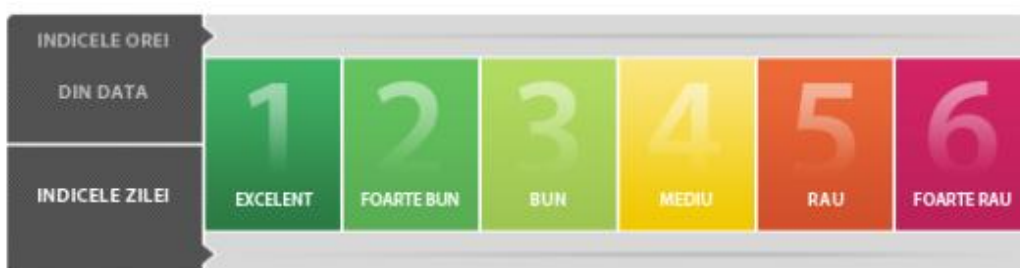 INDICELE OREI
DIN DATA
INDICELE ZILEI
1
EXCELENT
2
FOARTE BUN
3
BUN
4
MEDIU
5
RAU
6
FOARTE RAU